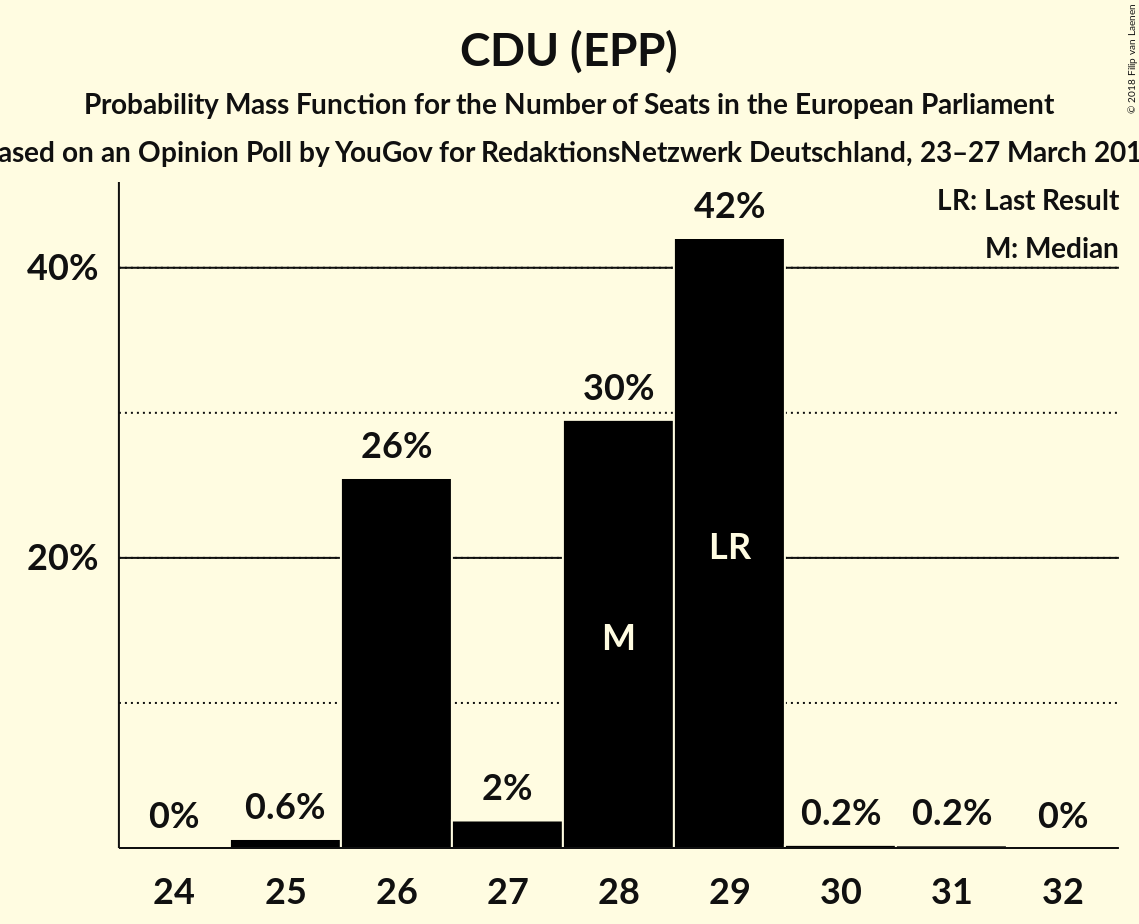 CDU (EPP)
Probability Mass Function for the Number of Seats in the European Parliament
ased on an Opinion Poll by YouGov for RedaktionsNetzwerk Deutschland, 23–27 March 201
© 2018 Filip van Laenen
LR: Last Result
M: Median
42%
40%
30%
26%
20%
LR
M
0%
0.6%
2%
0.2%
0.2%
0%
24 25 26 27 28 29 30 31 32